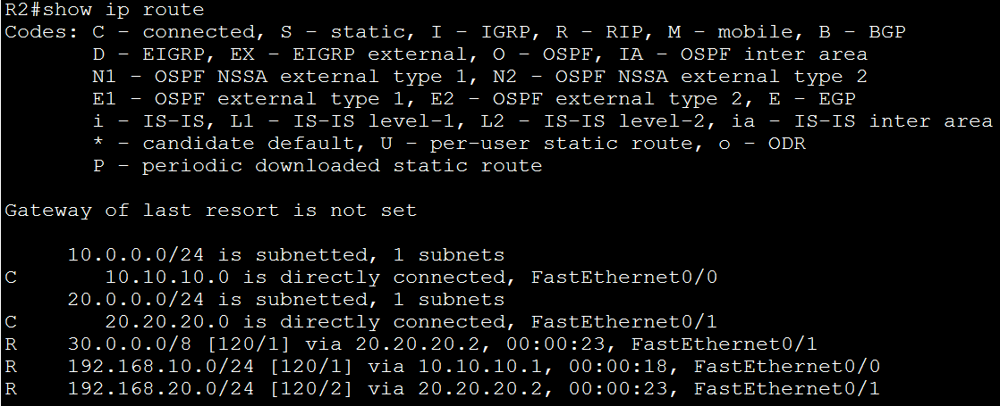 R2#show ip route
Codes: C - connected, S - static, I - IGRP, R - RIP, M - mobile, B - BGP
       D - EIGRP, EX - EIGRP external, O - OSPF, IA - OSPF inter area
       N1 - OSPF NSSA external type 1, N2 - OSPF NSSA external type 2
       E1 - OSPF external type 1, E2 - OSPF external type 2, E - EGP
       i - IS-IS, L1 - IS-IS level-1, L2 - IS-IS level-2, ia - IS-IS inter area
       * - candidate default, U - per-user static route, o - ODR
       P - periodic downloaded static route

Gateway of last resort is not set

     10.0.0.0/24 is subnetted, 1 subnets
C       10.10.10.0 is directly connected, FastEthernet0/0
     20.0.0.0/24 is subnetted, 1 subnets
C       20.20.20.0 is directly connected, FastEthernet0/1
R    30.0.0.0/8 [120/1] via 20.20.20.2, 00:00:23, FastEthernet0/1
R    192.168.10.0/24 [120/1] via 10.10.10.1, 00:00:18, FastEthernet0/0
R    192.168.20.0/24 [120/2] via 20.20.20.2, 00:00:23, FastEthernet0/1